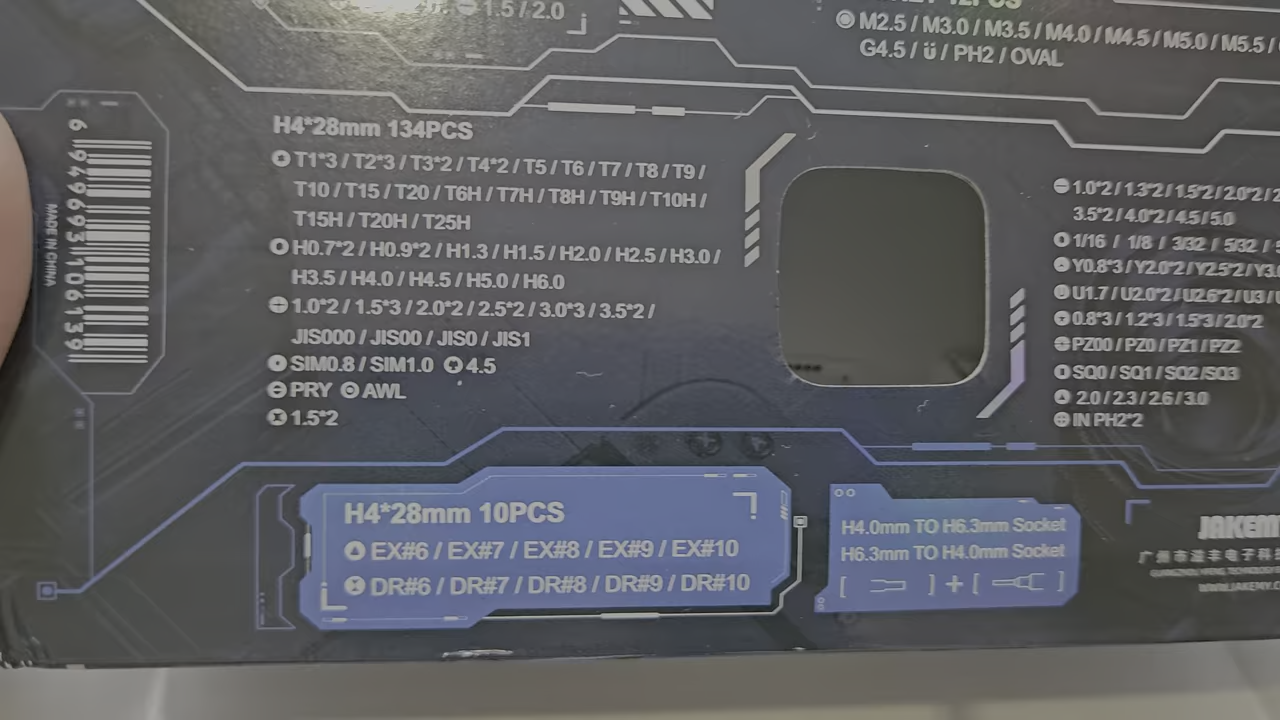 1.5 / 2.0
M2.5 / M3.0 / M3.5 / M4.0 / M4.5 / M5.0 / M5.5 /
G4.5 / ü / PH2 / OVAL
H4*28mm 134PCS
T1*3 / T2*3 / T3*2 / T4*2 / T5 / T6 / T7 / T8 / T9 /
T10 / T15 / T20 / T6H / T7H / T8H / T9H / T10H /
T15H / T20H / T25H
H0.7*2 / H0.9*2 / H1.3 / H1.5 / H2.0 / H2.5 / H3.0 /
H3.5 / H4.0 / H4.5 / H5.0 / H6.0
1.0*2 / 1.5*3 / 2.0*2 / 2.5*2 / 3.0*3 / 3.5*2 /
JIS000 / JIS00 / JIS0 / JIS1
SIM0.8 / SIM1.0 4.5
PRY AWL
1.5*2
1.0*2 / 1.3*2 / 1.5*2 / 2.0*2 /
3.5*2 / 4.0*2 / 4.5 / 5.0
1/16 / 1/8 / 3/32 / 5/32 /
Y0.8*3 / Y2.0*2 / Y2.5*2 /
U1.7 / U2.0*2 / U2.6*2 / U3 /
0.8*3 / 1.2*3 / 1.5*3 / 2.0*2
PZ00 / PZ0 / PZ1 / PZ2
SQ0 / SQ1 / SQ2 / SQ3
2.0 / 2.3 / 2.6 / 3.0
IN PH2*2
6 949693 106139
MADE IN CHINA
H4*28mm 10PCS
EX#6 / EX#7 / EX#8 / EX#9 / EX#10
DR#6 / DR#7 / DR#8 / DR#9 / DR#10
H4.0mm TO H6.3mm Socket
H6.3mm TO H4.0mm Socket
[ ] + [ ]
JAKEM
广州市
丰电子科